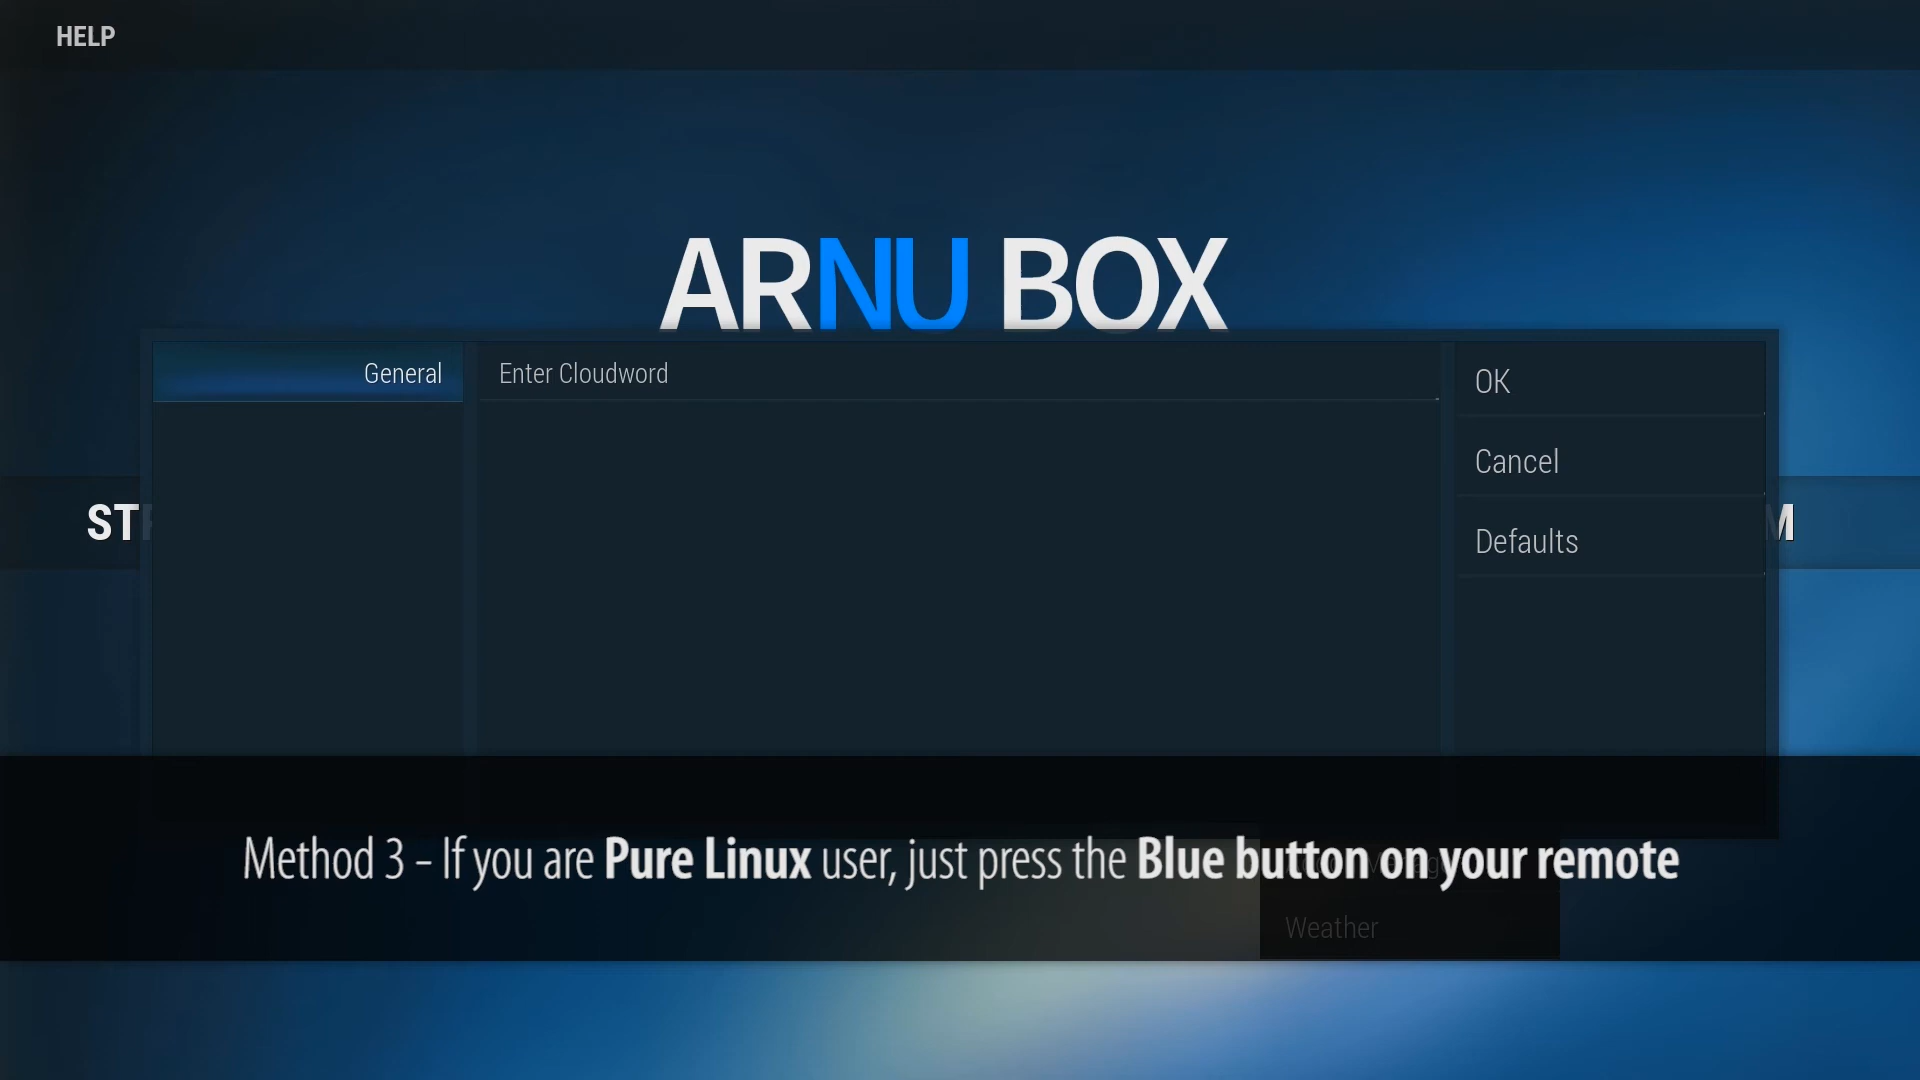 HELP
ARNU BOX
General
Enter Cloudword
OK
Cancel
Defaults
ST
M
Method 3 - If you are Pure Linux user, just press the Blue button on your remote
Weather